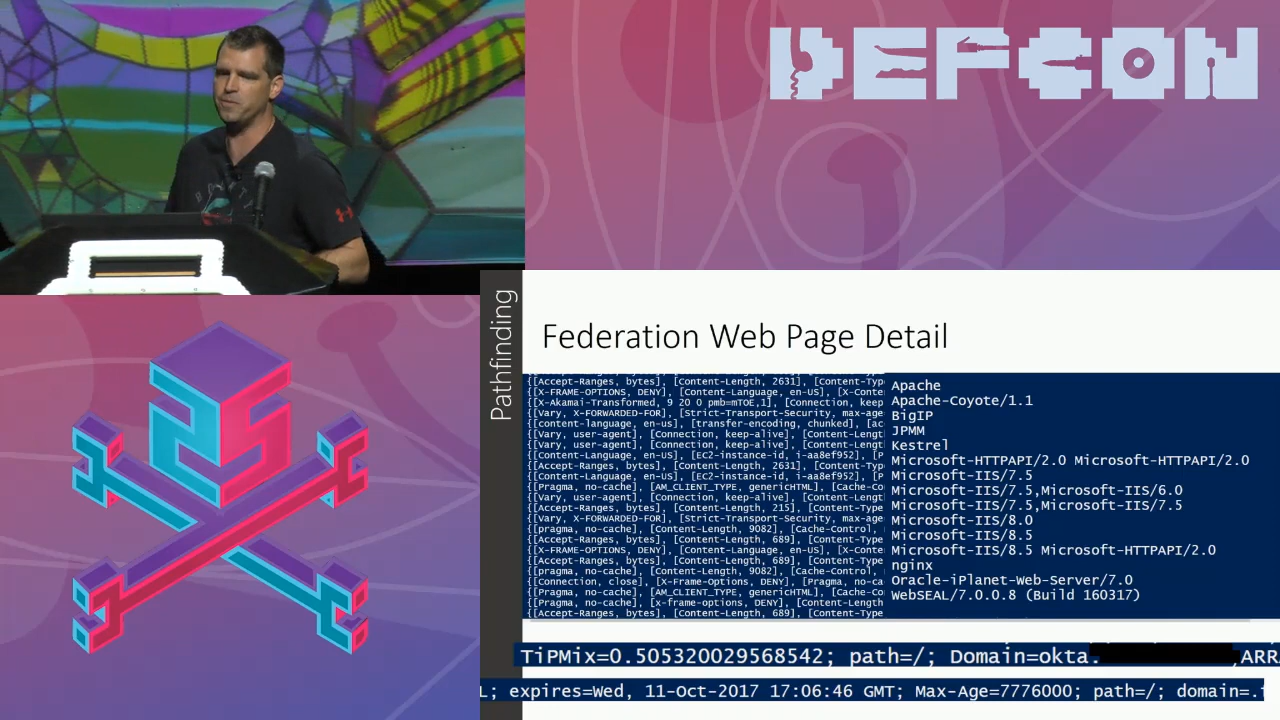 DEFCON
Pathfinding
Federation Web Page Detail
{[Accept-Ranges, bytes], [Content-Length, 2631], [Content-Type
{[X-FRAME-OPTIONS, DENY], [Content-Language, en-US], [X-Conte
{[X-Akamai-Transformed, 9 20 0 pmb=mTOE,1], [Connection, keep
{[Vary, X-FORWARDED-FOR], [Strict-Transport-Security, max-age
{[content-language, en-us], [transfer-encoding, chunked], [ac
{[Vary, user-agent], [Connection, keep-alive], [Content-Lengt
{[Vary, user-agent], [Connection, keep-alive], [Content-Lengt
{[Content-Language, en-US], [EC2-instance-id, i-aa8ef952], [P
{[Accept-Ranges, bytes], [Content-Length, 2631], [Content-Typ
{[Content-Language, en-US], [EC2-instance-id, i-aa8ef952], [P
{[Pragma, no-cache], [AM_CLIENT_TYPE, genericHTML], [Cache-Co
{[Vary, user-agent], [Connection, keep-alive], [Content-Lengt
{[Accept-Ranges, bytes], [Content-Length, 215], [Content-Type
{[Vary, X-FORWARDED-FOR], [Strict-Transport-Security, max-age
{[pragma, no-cache], [Content-Length, 9082], [Cache-Control,
{[Accept-Ranges, bytes], [Content-Length, 689], [Content-Type
{[X-FRAME-OPTIONS, DENY], [Content-Language, en-US], [X-Conte
{[Accept-Ranges, bytes], [Content-Length, 689], [Content-Type
{[pragma, no-cache], [Content-Length, 9082], [Cache-Control,
{[Connection, close], [X-Frame-Options, DENY], [Pragma, no-ca
{[Pragma, no-cache], [AM_CLIENT_TYPE, genericHTML], [Cache-Co
{[Pragma, no-cache], [x-frame-options, DENY], [Content-Length
{[Accept-Ranges, bytes], [Content-Length, 689], [Content-Type
Apache
Apache-Coyote/1.1
BigIP
JPMM
Kestrel
Microsoft-HTTPAPI/2.0 Microsoft-HTTPAPI/2.0
Microsoft-IIS/7.5
Microsoft-IIS/7.5,Microsoft-IIS/6.0
Microsoft-IIS/7.5,Microsoft-IIS/7.5
Microsoft-IIS/8.0
Microsoft-IIS/8.5
Microsoft-IIS/8.5 Microsoft-HTTPAPI/2.0
nginx
Oracle-iPlanet-Web-Server/7.0
WebSEAL/7.0.0.8 (Build 160317)
TiPMix=0.505320029568542; path=/; Domain=okta. ,ARR
L; expires=Wed, 11-Oct-2017 17:06:46 GMT; Max-Age=7776000; path=/; domain=.